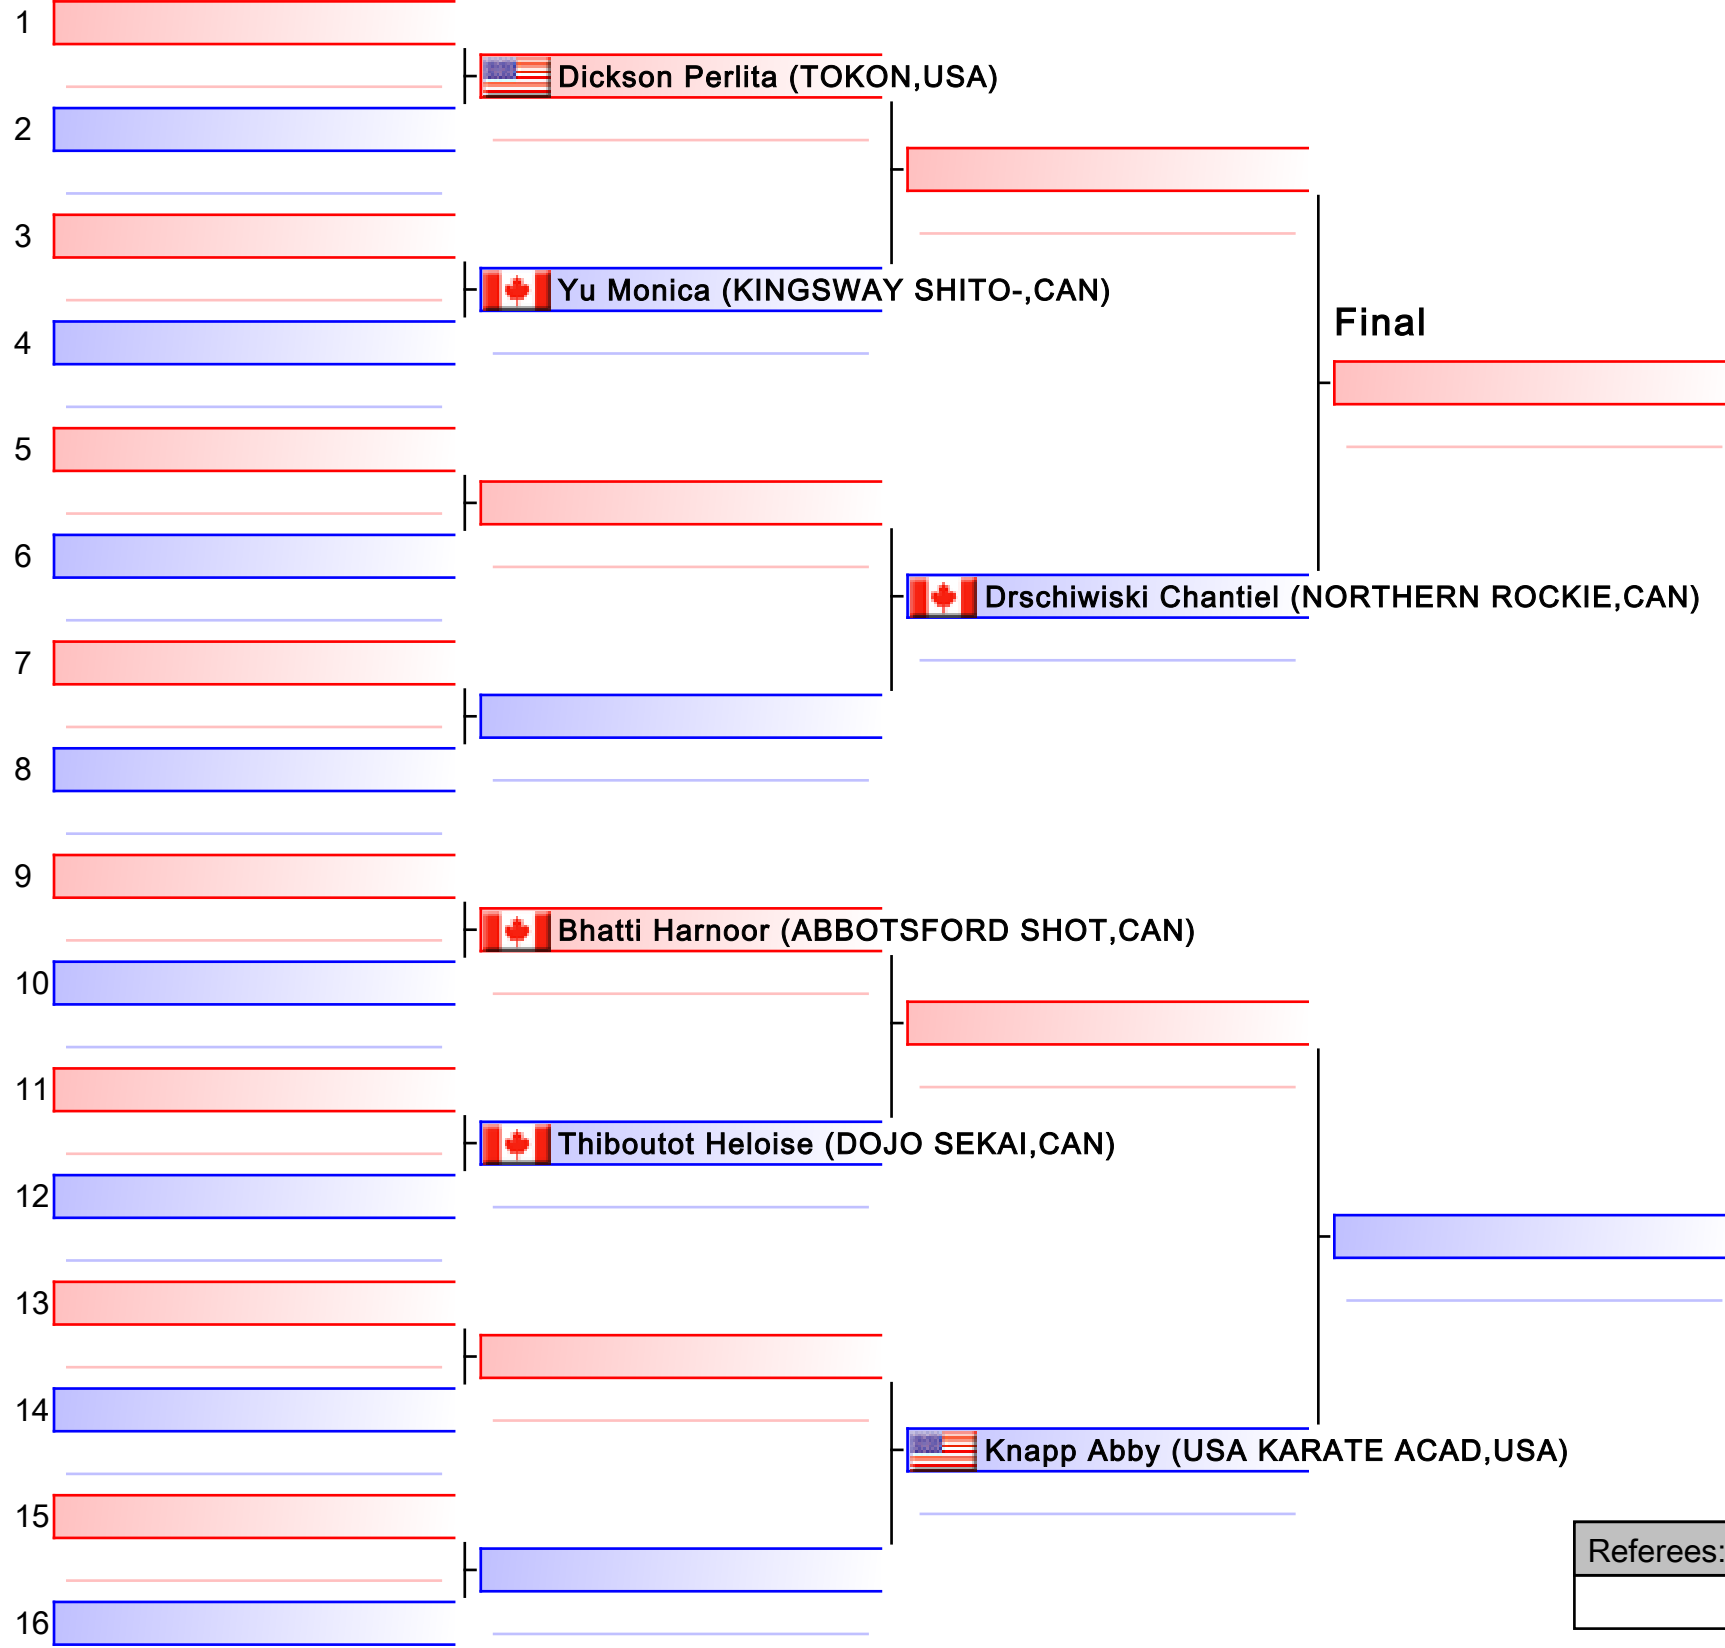 1
Dickson Perlita (TOKON,USA)
2
3
Yu Monica (KINGSWAY SHITO-,CAN)
4
Final
5
6
Drschiwiski Chantiel (NORTHERN ROCKIE,CAN)
7
8
9
Bhatti Harnoor (ABBOTSFORD SHOT,CAN)
10
11
Thiboutot Heloise (DOJO SEKAI,CAN)
12
13
14
Knapp Abby (USA KARATE ACAD,USA)
15
Referees:
16